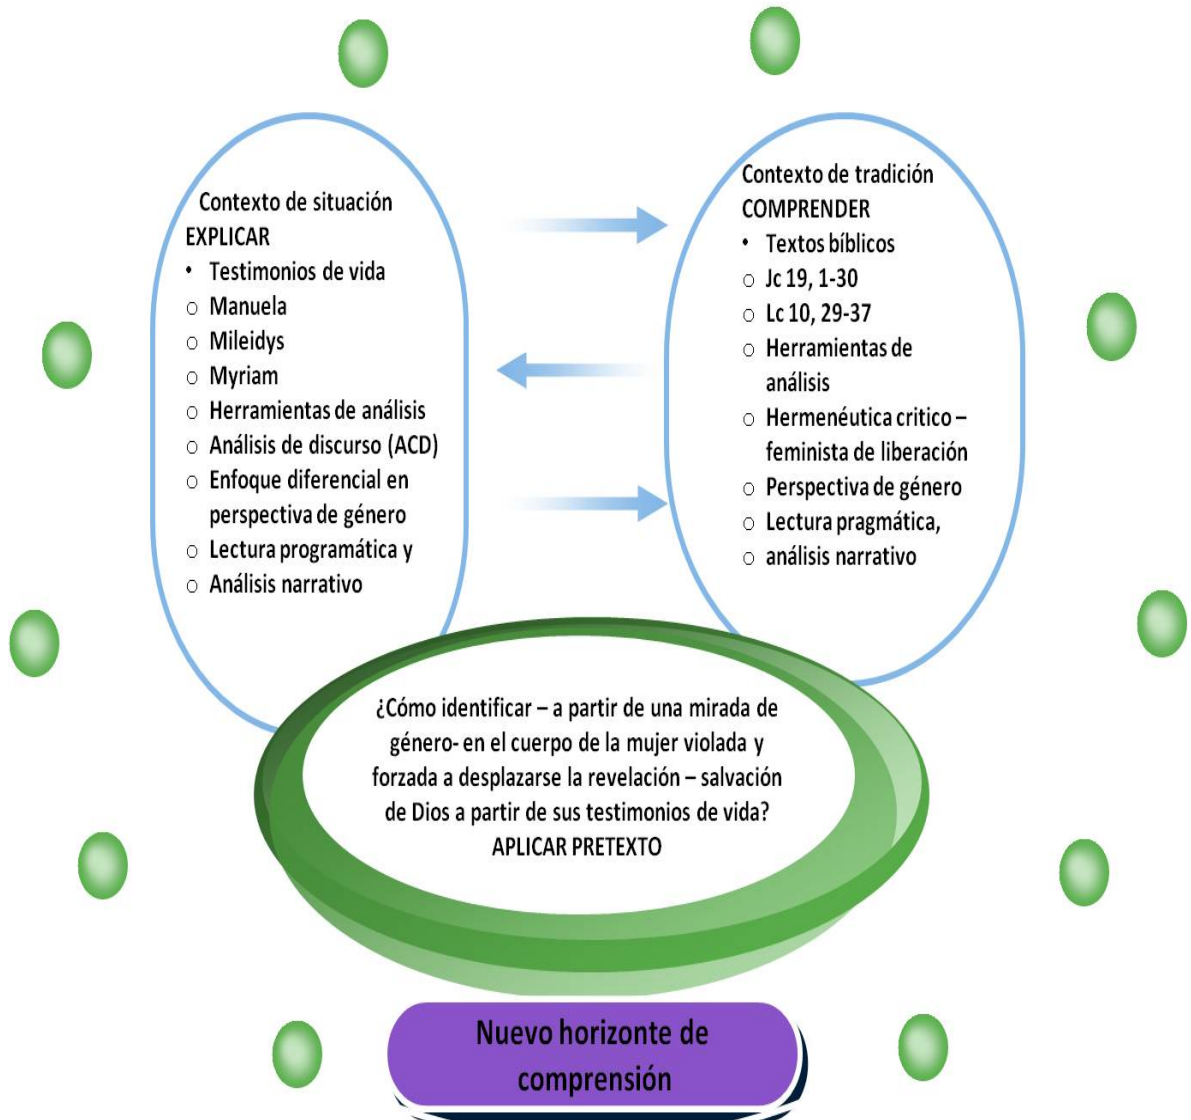 Contexto de situación
EXPLICAR
• Testimonios de vida
○ Manuela
○ Mileidys
○ Myriam
○ Herramientas de análisis
○ Análisis de discurso (ACD)
○ Enfoque diferencial en
perspectiva de género
○ Lectura programática y
○ Análisis narrativo
Contexto de tradición
COMPRENDER
• Textos bíblicos
○ Jc 19, 1-30
○ Lc 10, 29-37
○ Herramientas de
análisis
○ Hermenéutica critico –
feminista de liberación
○ Perspectiva de género
○ Lectura pragmática,
○ análisis narrativo
¿Cómo identificar – a partir de una mirada de
género- en el cuerpo de la mujer violada y
forzada a desplazarse la revelación – salvación
de Dios a partir de sus testimonios de vida?
APLICAR PRETEXTO
Nuevo horizonte de
comprensión